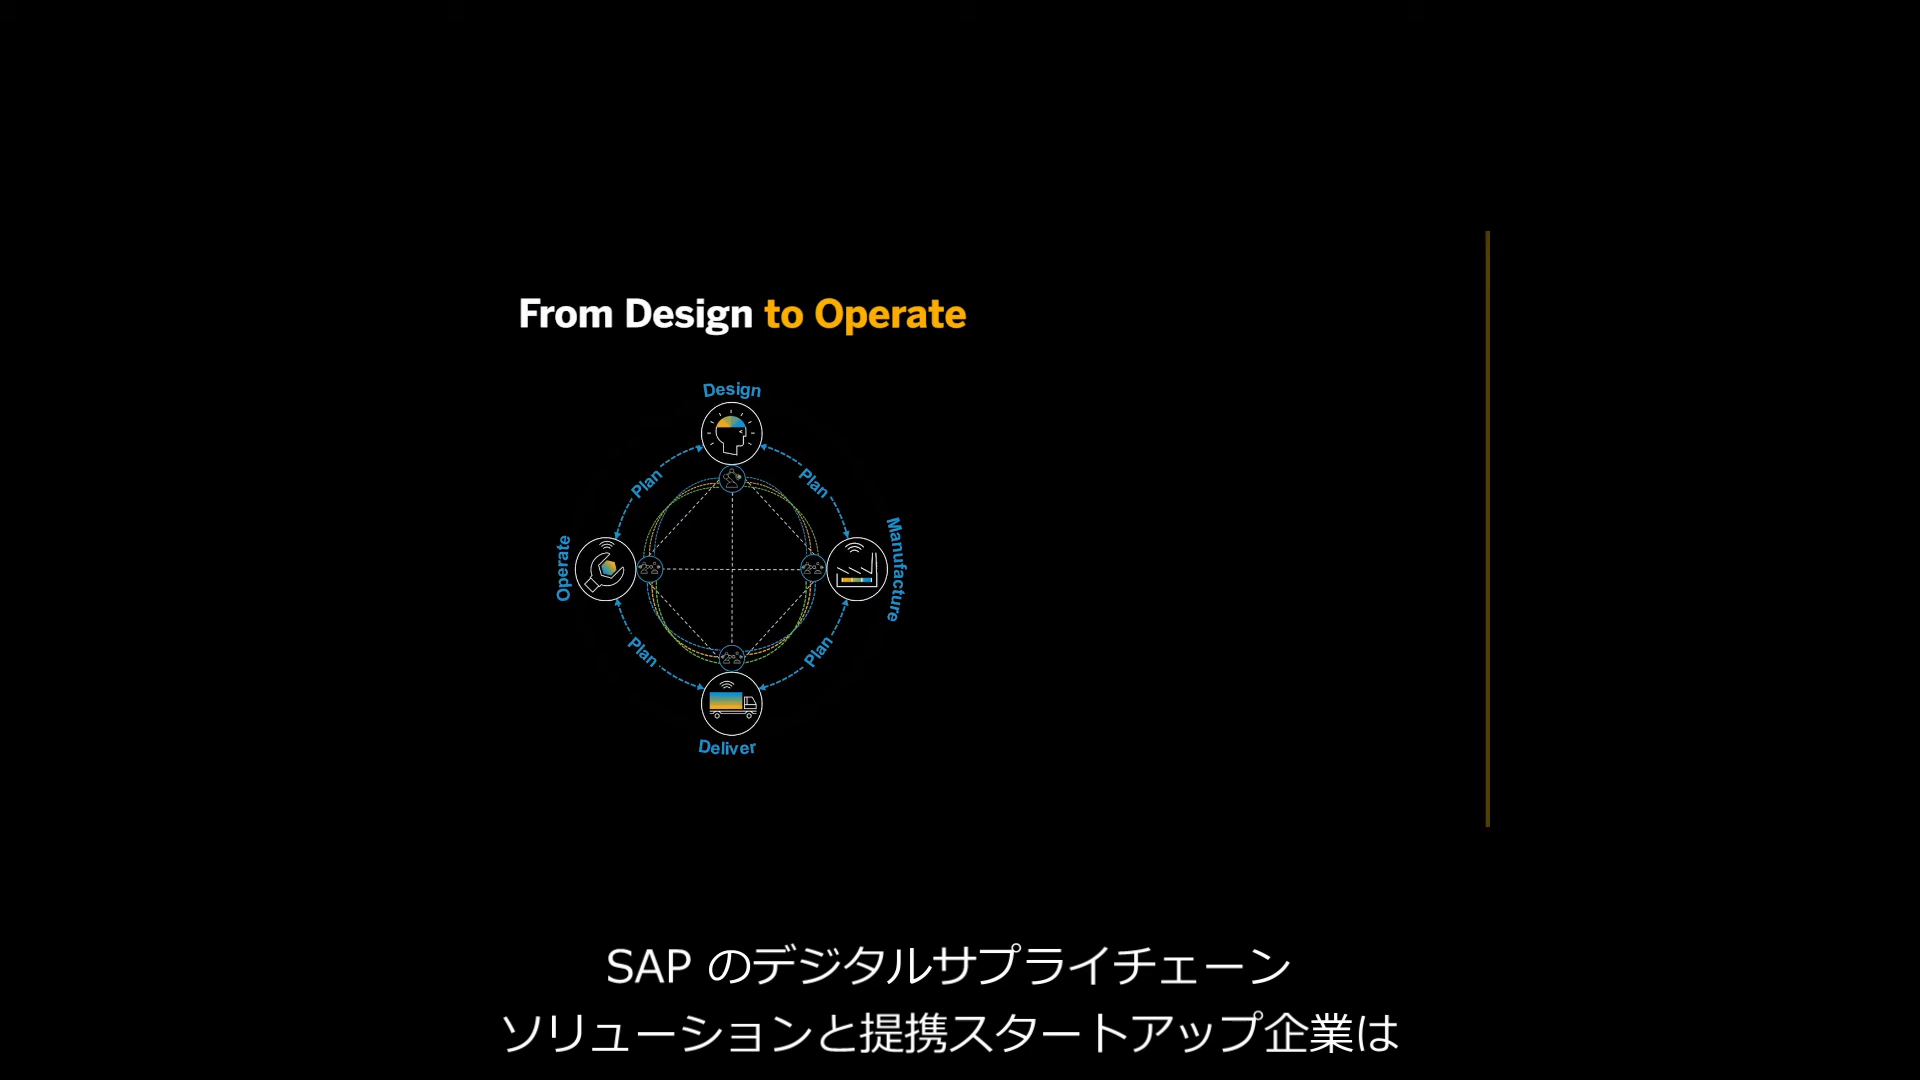 From Design to Operate
Design
Plan
Plan
Operate
Manufacture
Plan
Plan
Deliver
SAP のデジタルサプライチェーン
ソリューションと提携スタートアップ企業は